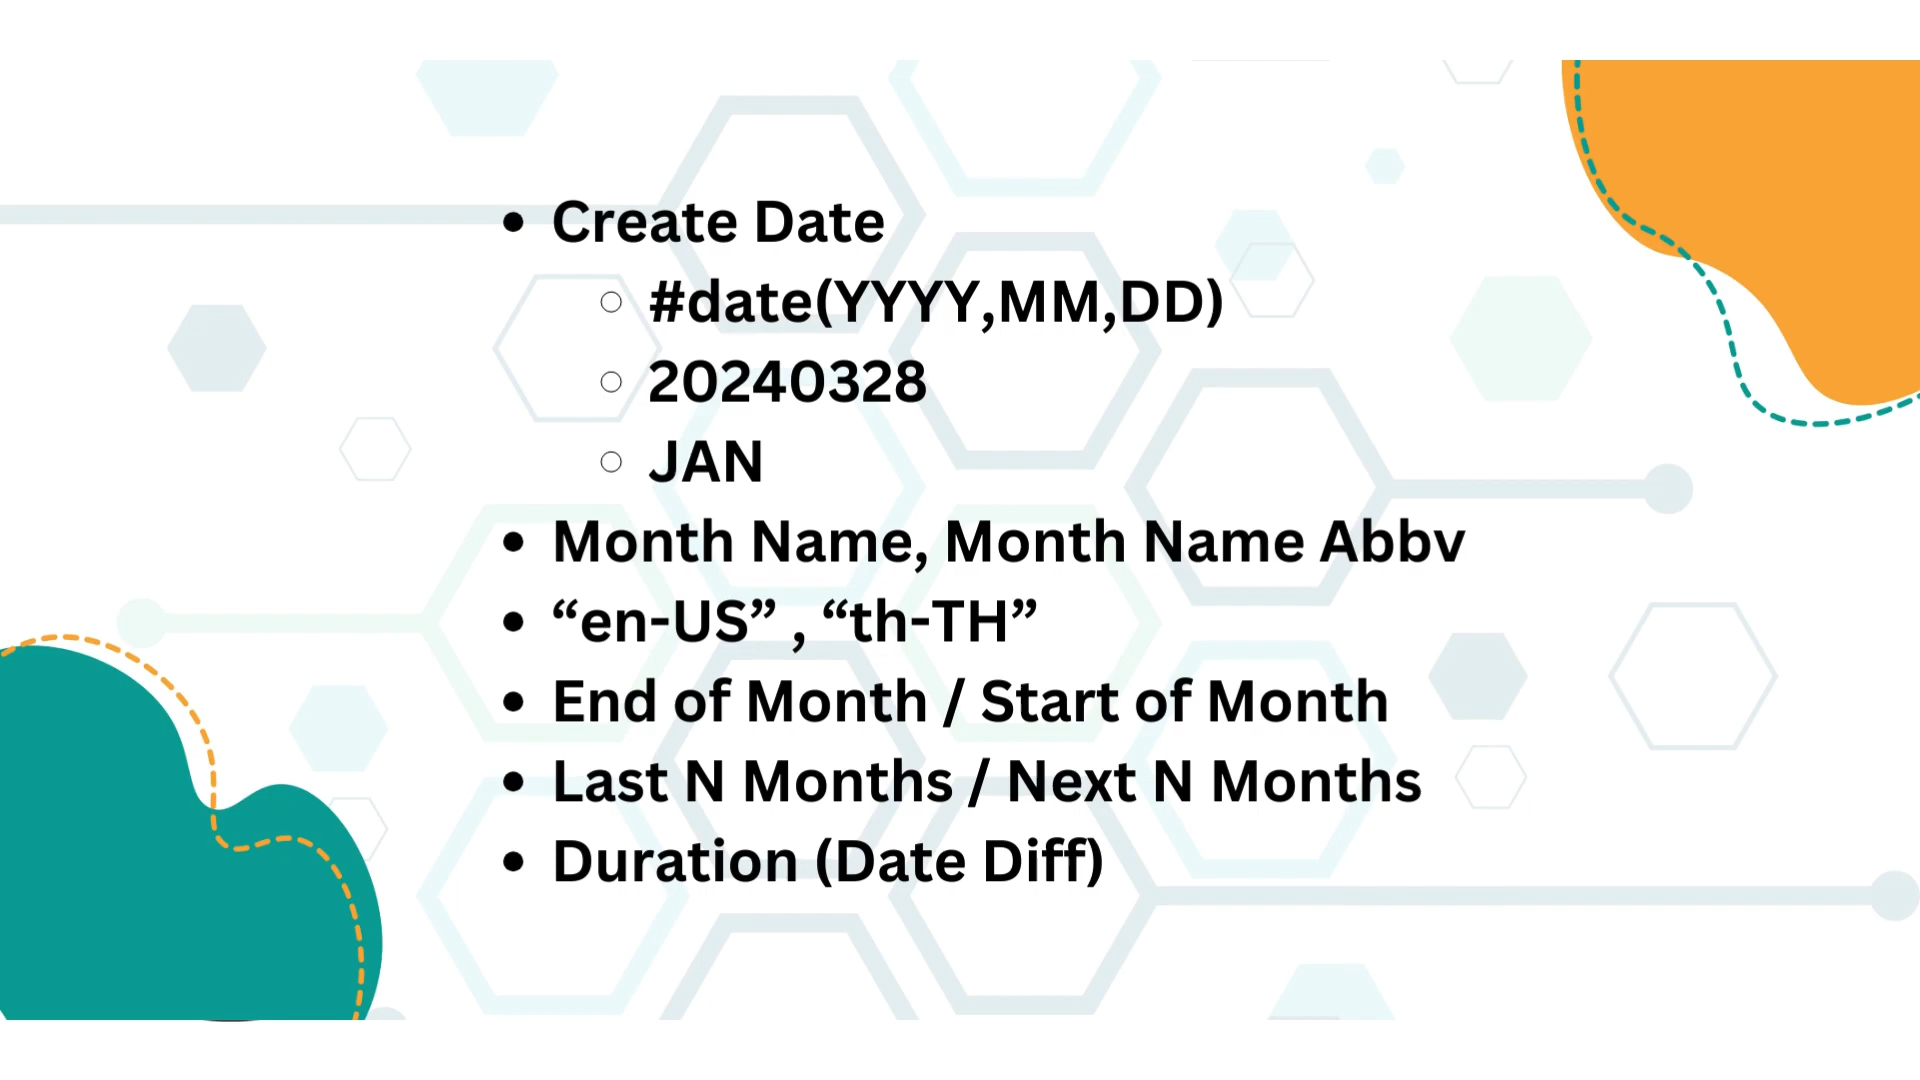 Create Date
#date(YYYY,MM,DD)
20240328
JAN
Month Name, Month Name Abbv
“en-US” , “th-TH”
End of Month / Start of Month
Last N Months / Next N Months
Duration (Date Diff)